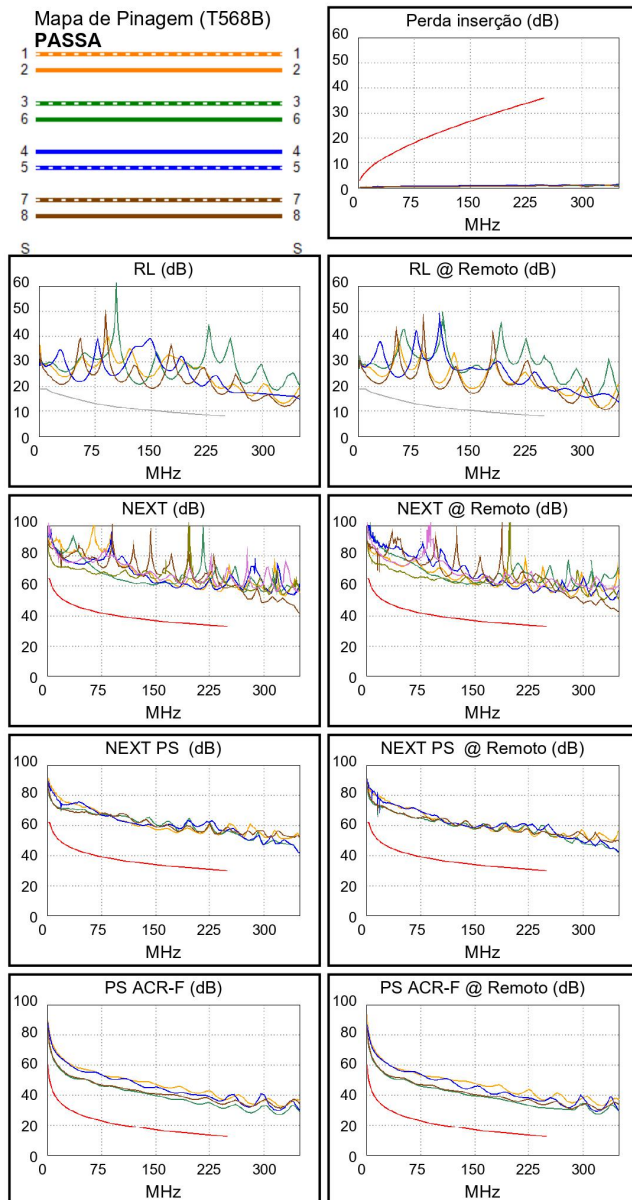 Mapa de Pinagem (T568B)
PASSA
1 1
2 2
3 3
6 6
4 4
5 5
7 7
8 8
S S
Perda inserção (dB)
60
50
40
30
20
10
0
0 75 150 225 300
MHz
RL (dB)
60
50
40
30
20
10
0
0 75 150 225 300
MHz
RL @ Remoto (dB)
60
50
40
30
20
10
0
0 75 150 225 300
MHz
NEXT (dB)
100
80
60
40
20
0
0 75 150 225 300
MHz
NEXT @ Remoto (dB)
100
80
60
40
20
0
0 75 150 225 300
MHz
NEXT PS (dB)
100
80
60
40
20
0
0 75 150 225 300
MHz
NEXT PS @ Remoto (dB)
100
80
60
40
20
0
0 75 150 225 300
MHz
PS ACR-F (dB)
100
80
60
40
20
0
0 75 150 225 300
MHz
PS ACR-F @ Remoto (dB)
100
80
60
40
20
0
0 75 150 225 300
MHz